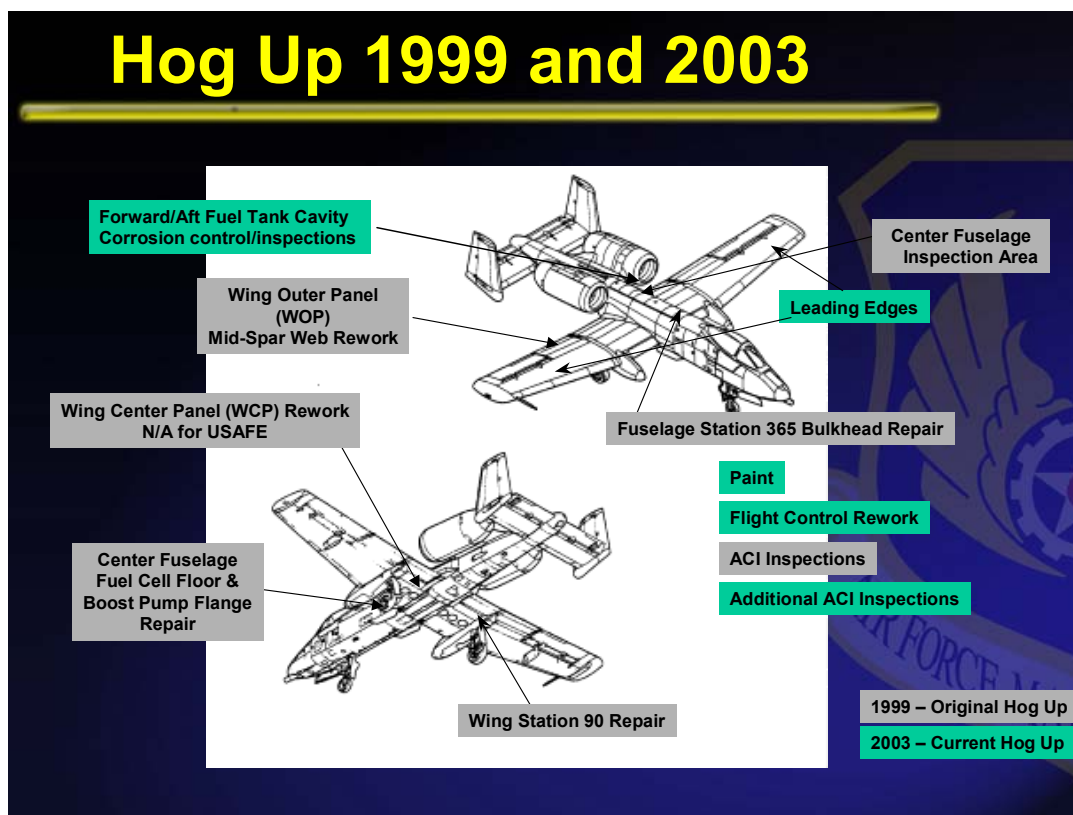 Hog Up 1999 and 2003
Forward/Aft Fuel Tank Cavity
Corrosion control/inspections
Center Fuselage
Inspection Area
Wing Outer Panel
(WOP)
Mid-Spar Web Rework
Leading Edges
Wing Center Panel (WCP) Rework
N/A for USAFE
Fuselage Station 365 Bulkhead Repair
Paint
Flight Control Rework
Center Fuselage
Fuel Cell Floor &
Boost Pump Flange
Repair
ACI Inspections
Additional ACI Inspections
Wing Station 90 Repair
1999 – Original Hog Up
2003 – Current Hog Up
AIR FORCE